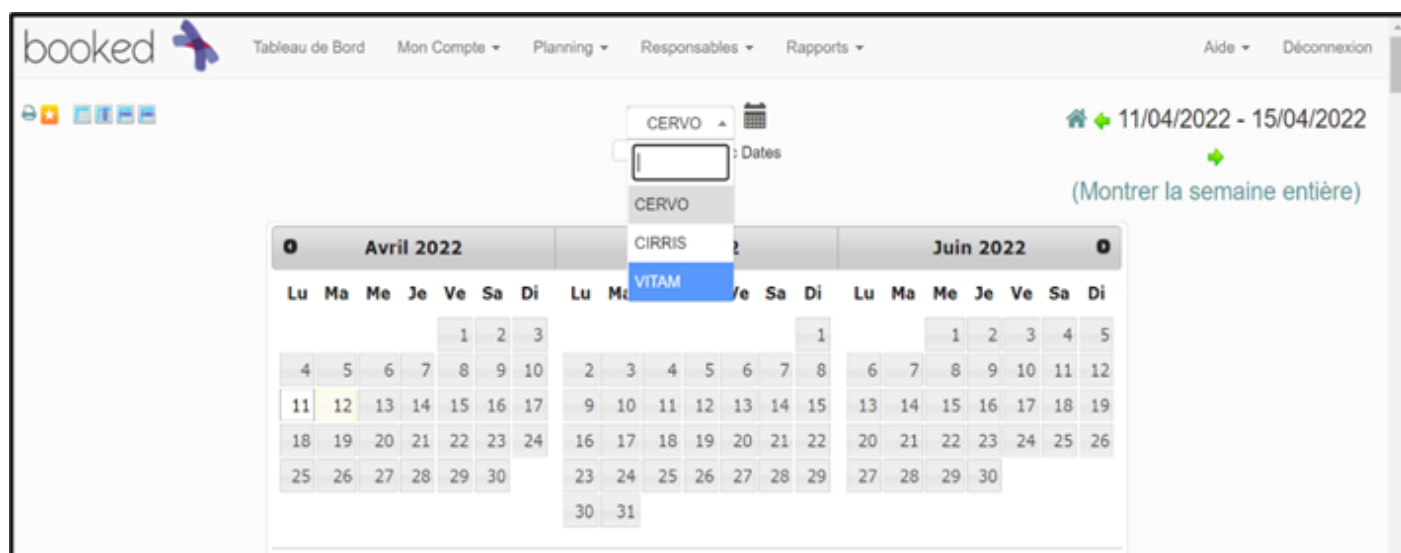 booked Tableau de Bord Mon Compte Planning Responsables Rapports Aide Déconnexion
CERVO 11/04/2022 - 15/04/2022
Dates
(Montrer la semaine entière)
CERVO
CIRRIS
VITAM
Avril 2022 Juin 2022
Lu Ma Me Je Ve Sa Di Lu Ve Sa Di Lu Ma Me Je Ve Sa Di
1 2 3 1 1 2 3 4 5
4 5 6 7 8 9 10 2 3 4 5 6 7 8 6 7 8 9 10 11 12
11 12 13 14 15 16 17 9 10 11 12 13 14 15 13 14 15 16 17 18 19
18 19 20 21 22 23 24 16 17 18 19 20 21 22 20 21 22 23 24 25 26
25 26 27 28 29 30 23 24 25 26 27 28 29 27 28 29 30
30 31